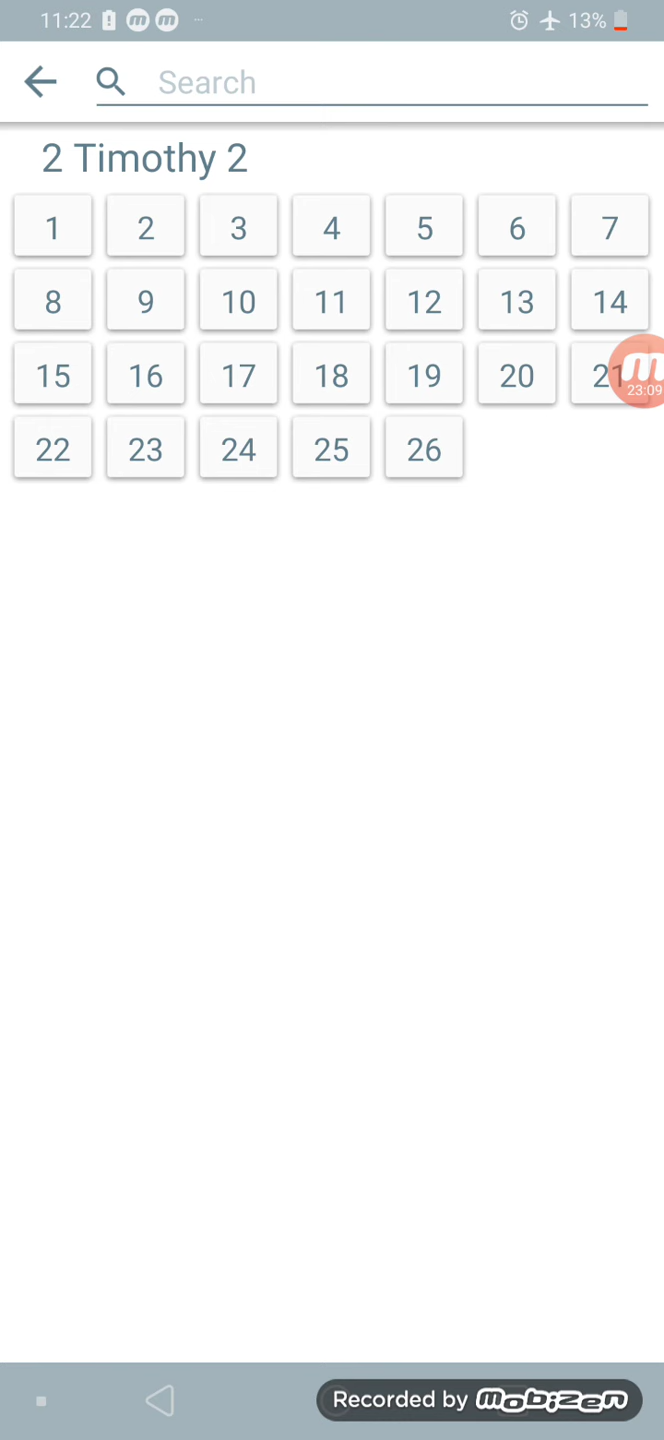 11:22 ... 13%
Search
2 Timothy 2
1 2 3 4 5 6 7
8 9 10 11 12 13 14
15 16 17 18 19 20 21
23:09
22 23 24 25 26
Recorded by Mobizen